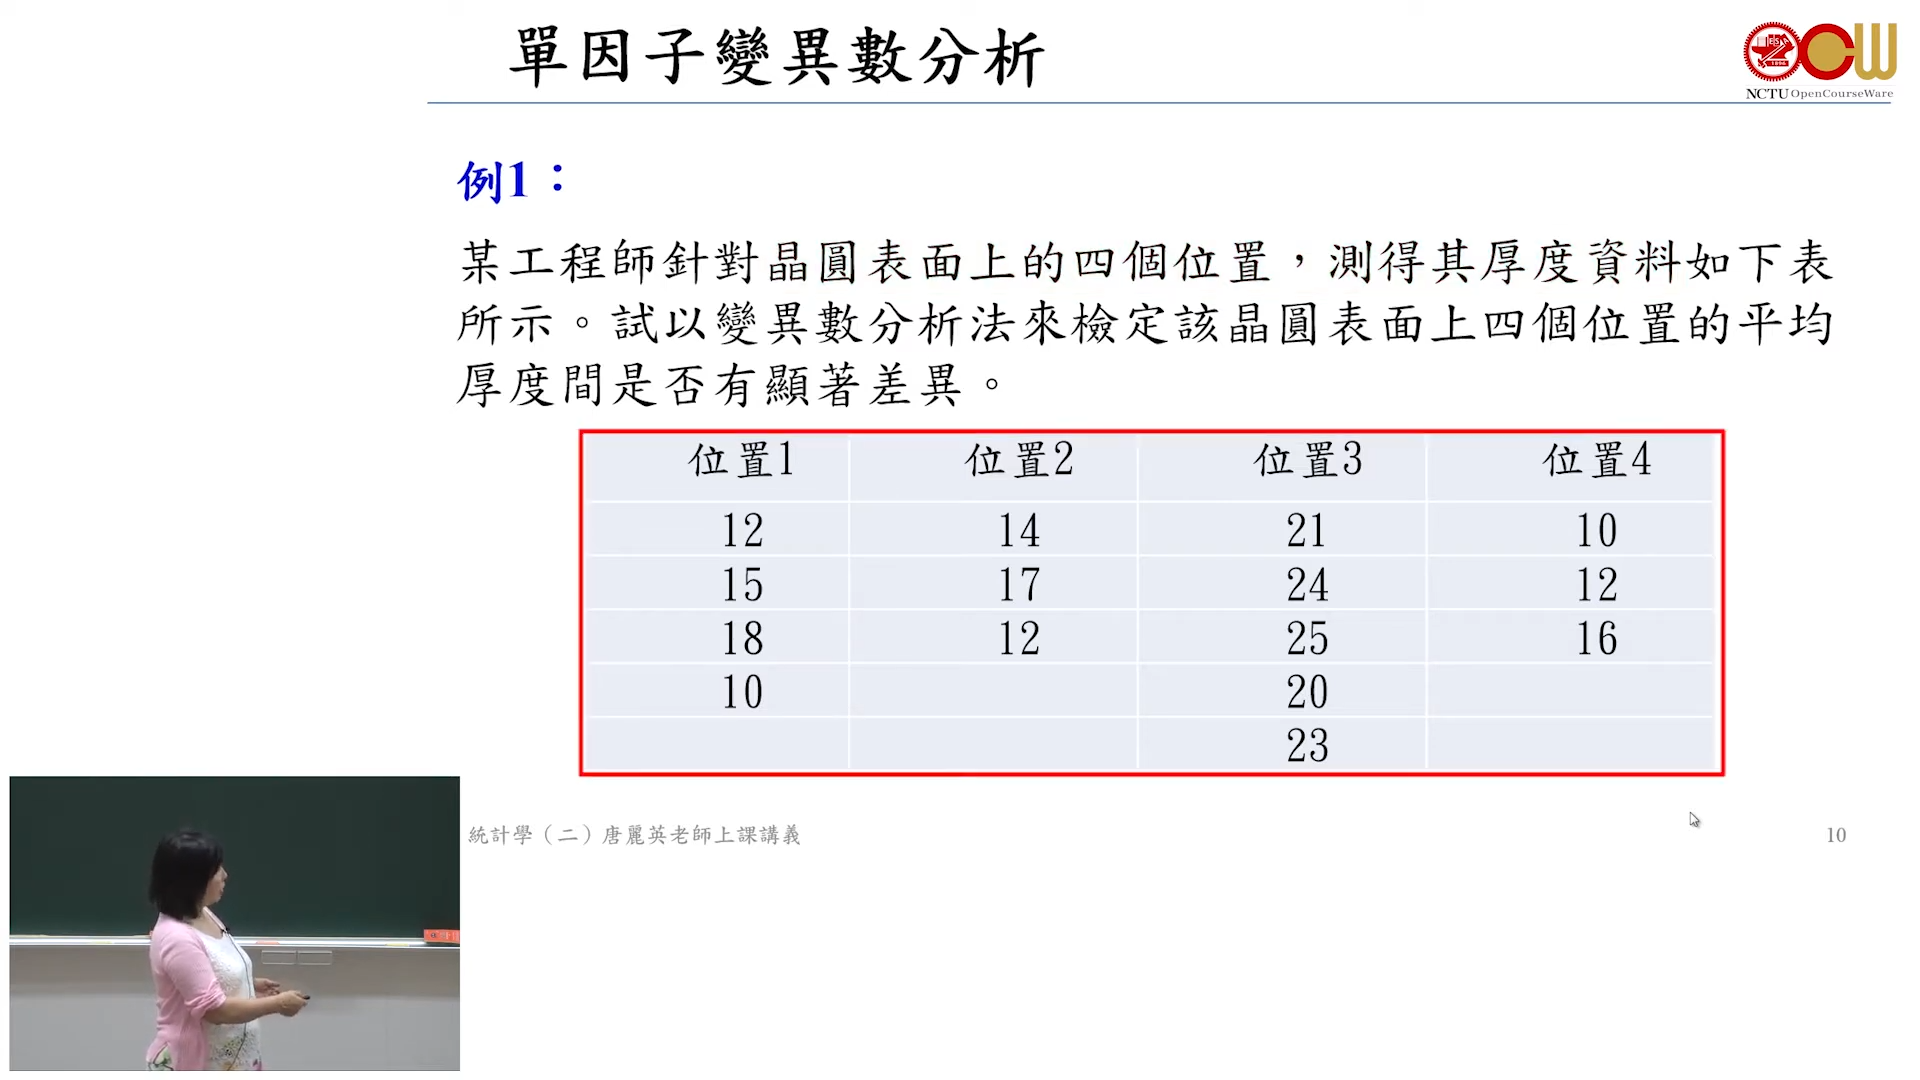 單因子變異數分析
NCTU OpenCourseWare
例1：
某工程師針對晶圓表面上的四個位置，測得其厚度資料如下表
所示。試以變異數分析法來檢定該晶圓表面上四個位置的平均
厚度間是否有顯著差異。
位置1 位置2 位置3 位置4
12 14 21 10
15 17 24 12
18 12 25 16
10 20
23
統計學（二）唐麗英老師上課講義
10